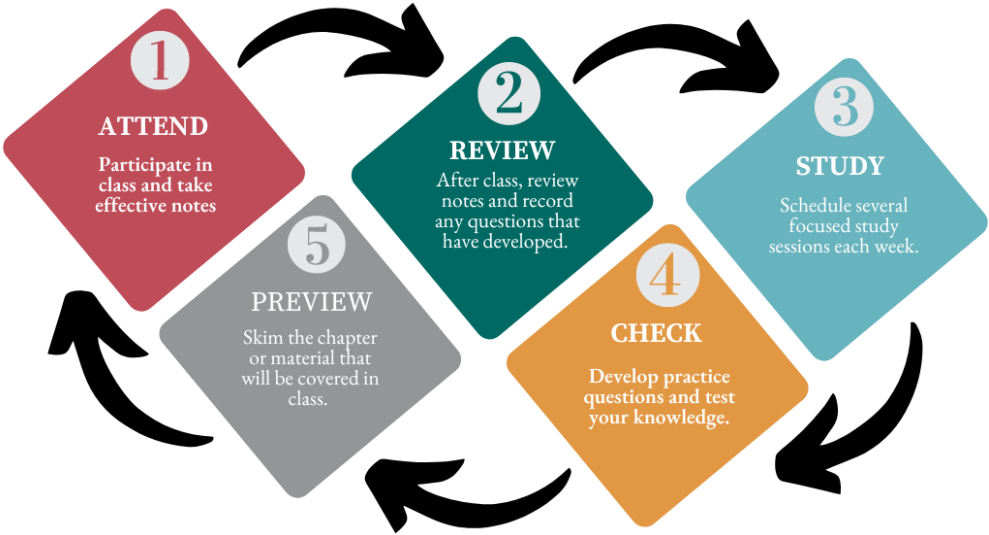 1
ATTEND
Participate in
class and take
effective notes
2
REVIEW
After class, review
notes and record
any questions that
have developed.
3
STUDY
Schedule several
focused study
sessions each week.
4
CHECK
Develop practice
questions and test
your knowledge.
5
PREVIEW
Skim the chapter
or material that
will be covered in
class.